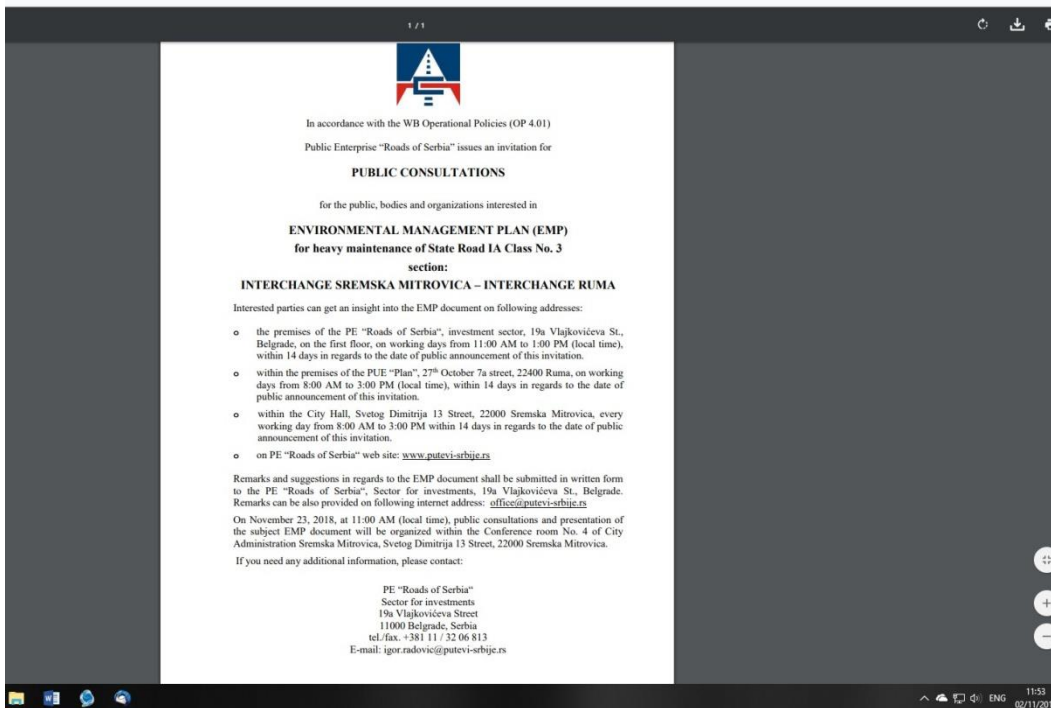 1 / 1
In accordance with the WB Operational Policies (OP 4.01)
Public Enterprise “Roads of Serbia” issues an invitation for
PUBLIC CONSULTATIONS
for the public, bodies and organizations interested in
ENVIRONMENTAL MANAGEMENT PLAN (EMP)
for heavy maintenance of State Road IA Class No. 3
section:
INTERCHANGE SREMSKA MITROVICA – INTERCHANGE RUMA
Interested parties can get an insight into the EMP document on following addresses:
o the premises of the PE “Roads of Serbia“, investment sector, 19a Vlajkovićeva St.,
Belgrade, on the first floor, on working days from 11:00 AM to 1:00 PM (local time),
within 14 days in regards to the date of public announcement of this invitation.
o within the premises of the PUE “Plan”, 27th October 7a street, 22400 Ruma, on working
days from 8:00 AM to 3:00 PM (local time), within 14 days in regards to the date of
public announcement of this invitation.
o within the City Hall, Svetog Dimitrija 13 Street, 22000 Sremska Mitrovica, every
working day from 8:00 AM to 3:00 PM within 14 days in regards to the date of public
announcement of this invitation.
o on PE “Roads of Serbia“ web site: www.putevi-srbije.rs
Remarks and suggestions in regards to the EMP document shall be submitted in written form
to the PE “Roads of Serbia“, Sector for investments, 19a Vlajkovićeva St., Belgrade.
Remarks can be also provided on following internet address: office@putevi-srbije.rs
On November 23, 2018, at 11:00 AM (local time), public consultations and presentation of
the subject EMP document will be organized within the Conference room No. 4 of City
Administration Sremska Mitrovica, Svetog Dimitrija 13 Street, 22000 Sremska Mitrovica.
If you need any additional information, please contact:
PE “Roads of Serbia“
Sector for investments
19a Vlajkovićeva Street
11000 Belgrade, Serbia
tel./fax. +381 11 / 32 06 813
E-mail: igor.radovic@putevi-srbije.rs
ENG
11:53
02/11/201